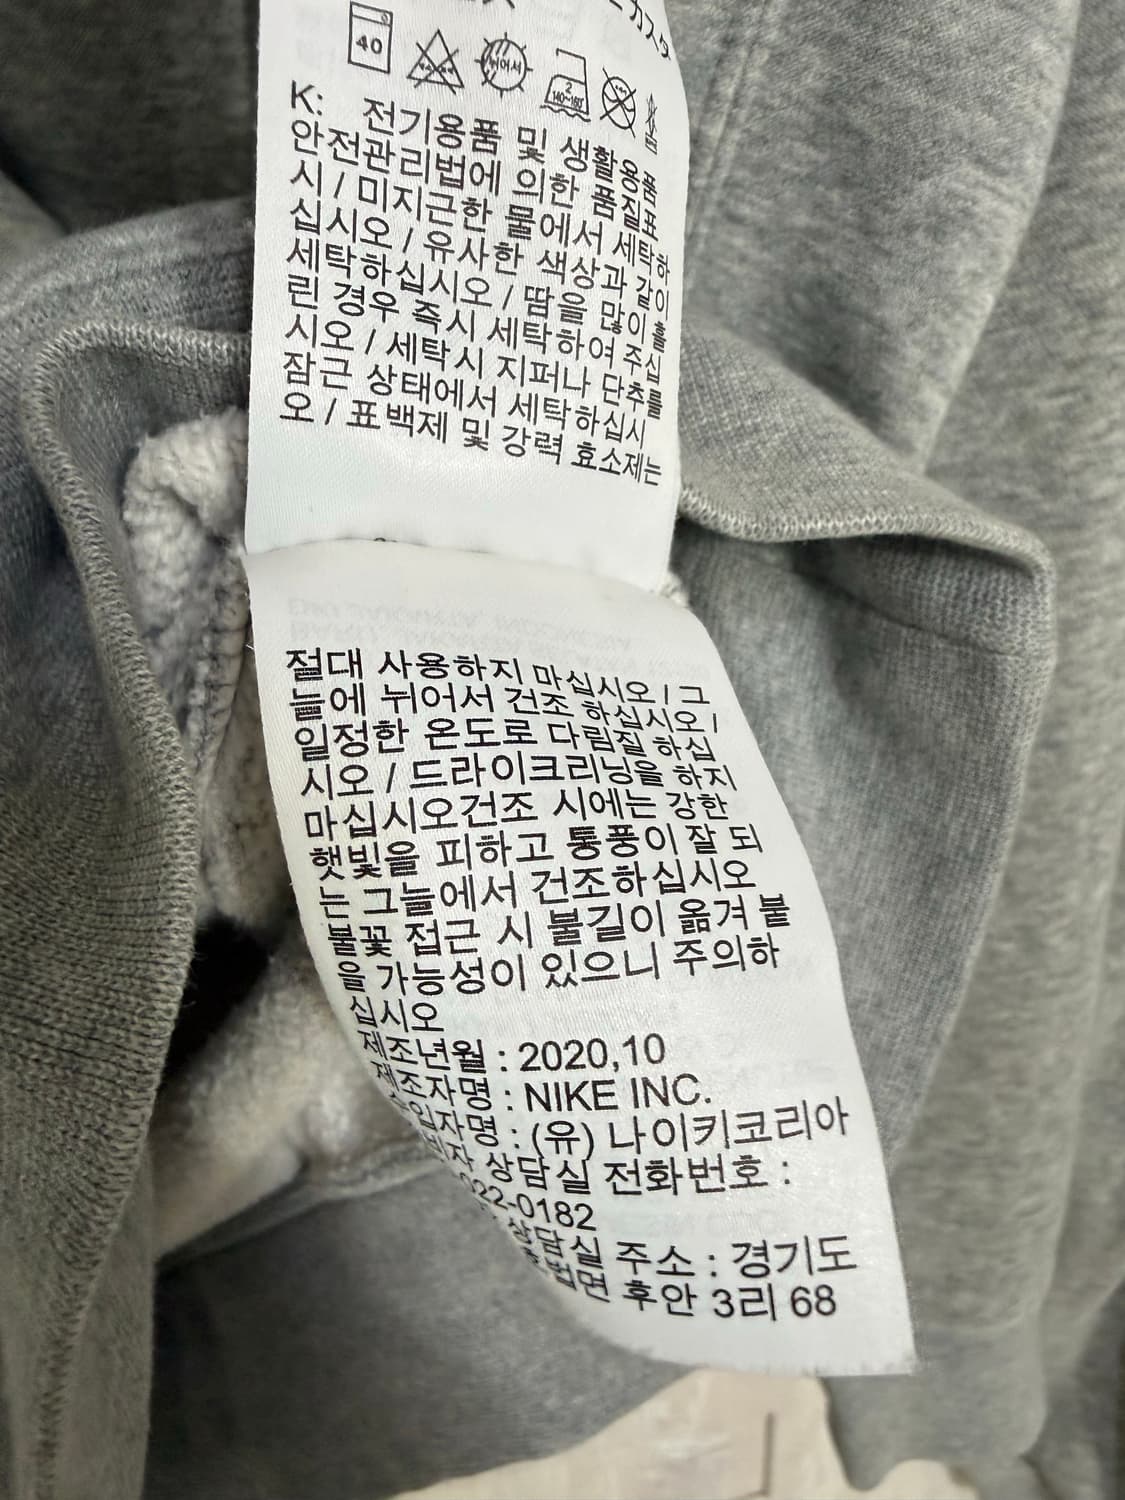 カスタ
40
뉘어서
2
140~160℃
K: 전기용품 및 생활용품
안전관리법에 의한 품질표
시 / 미지근한 물에서 세탁하
십시오 / 유사한 색상과 같이
세탁하십시오 / 땀을 많이 흘
린 경우 즉시 세탁하여 주십
시오 / 세탁시 지퍼나 단추를
잠근 상태에서 세탁하십시
오 / 표백제 및 강력 효소제는
절대 사용하지 마십시오 / 그
늘에 뉘어서 건조 하십시오 /
일정한 온도로 다림질 하십
시오 / 드라이크리닝을 하지
마십시오건조 시에는 강한
햇빛을 피하고 통풍이 잘 되
는 그늘에서 건조하십시오
불꽃 접근 시 불길이 옮겨 붙
을 가능성이 있으니 주의하
십시오
제조년월 : 2020,10
제조자명 : NIKE INC.
수입자명 : (유) 나이키코리아
상담실 전화번호 :
022-0182
상담실 주소 : 경기도
후안 3리 68